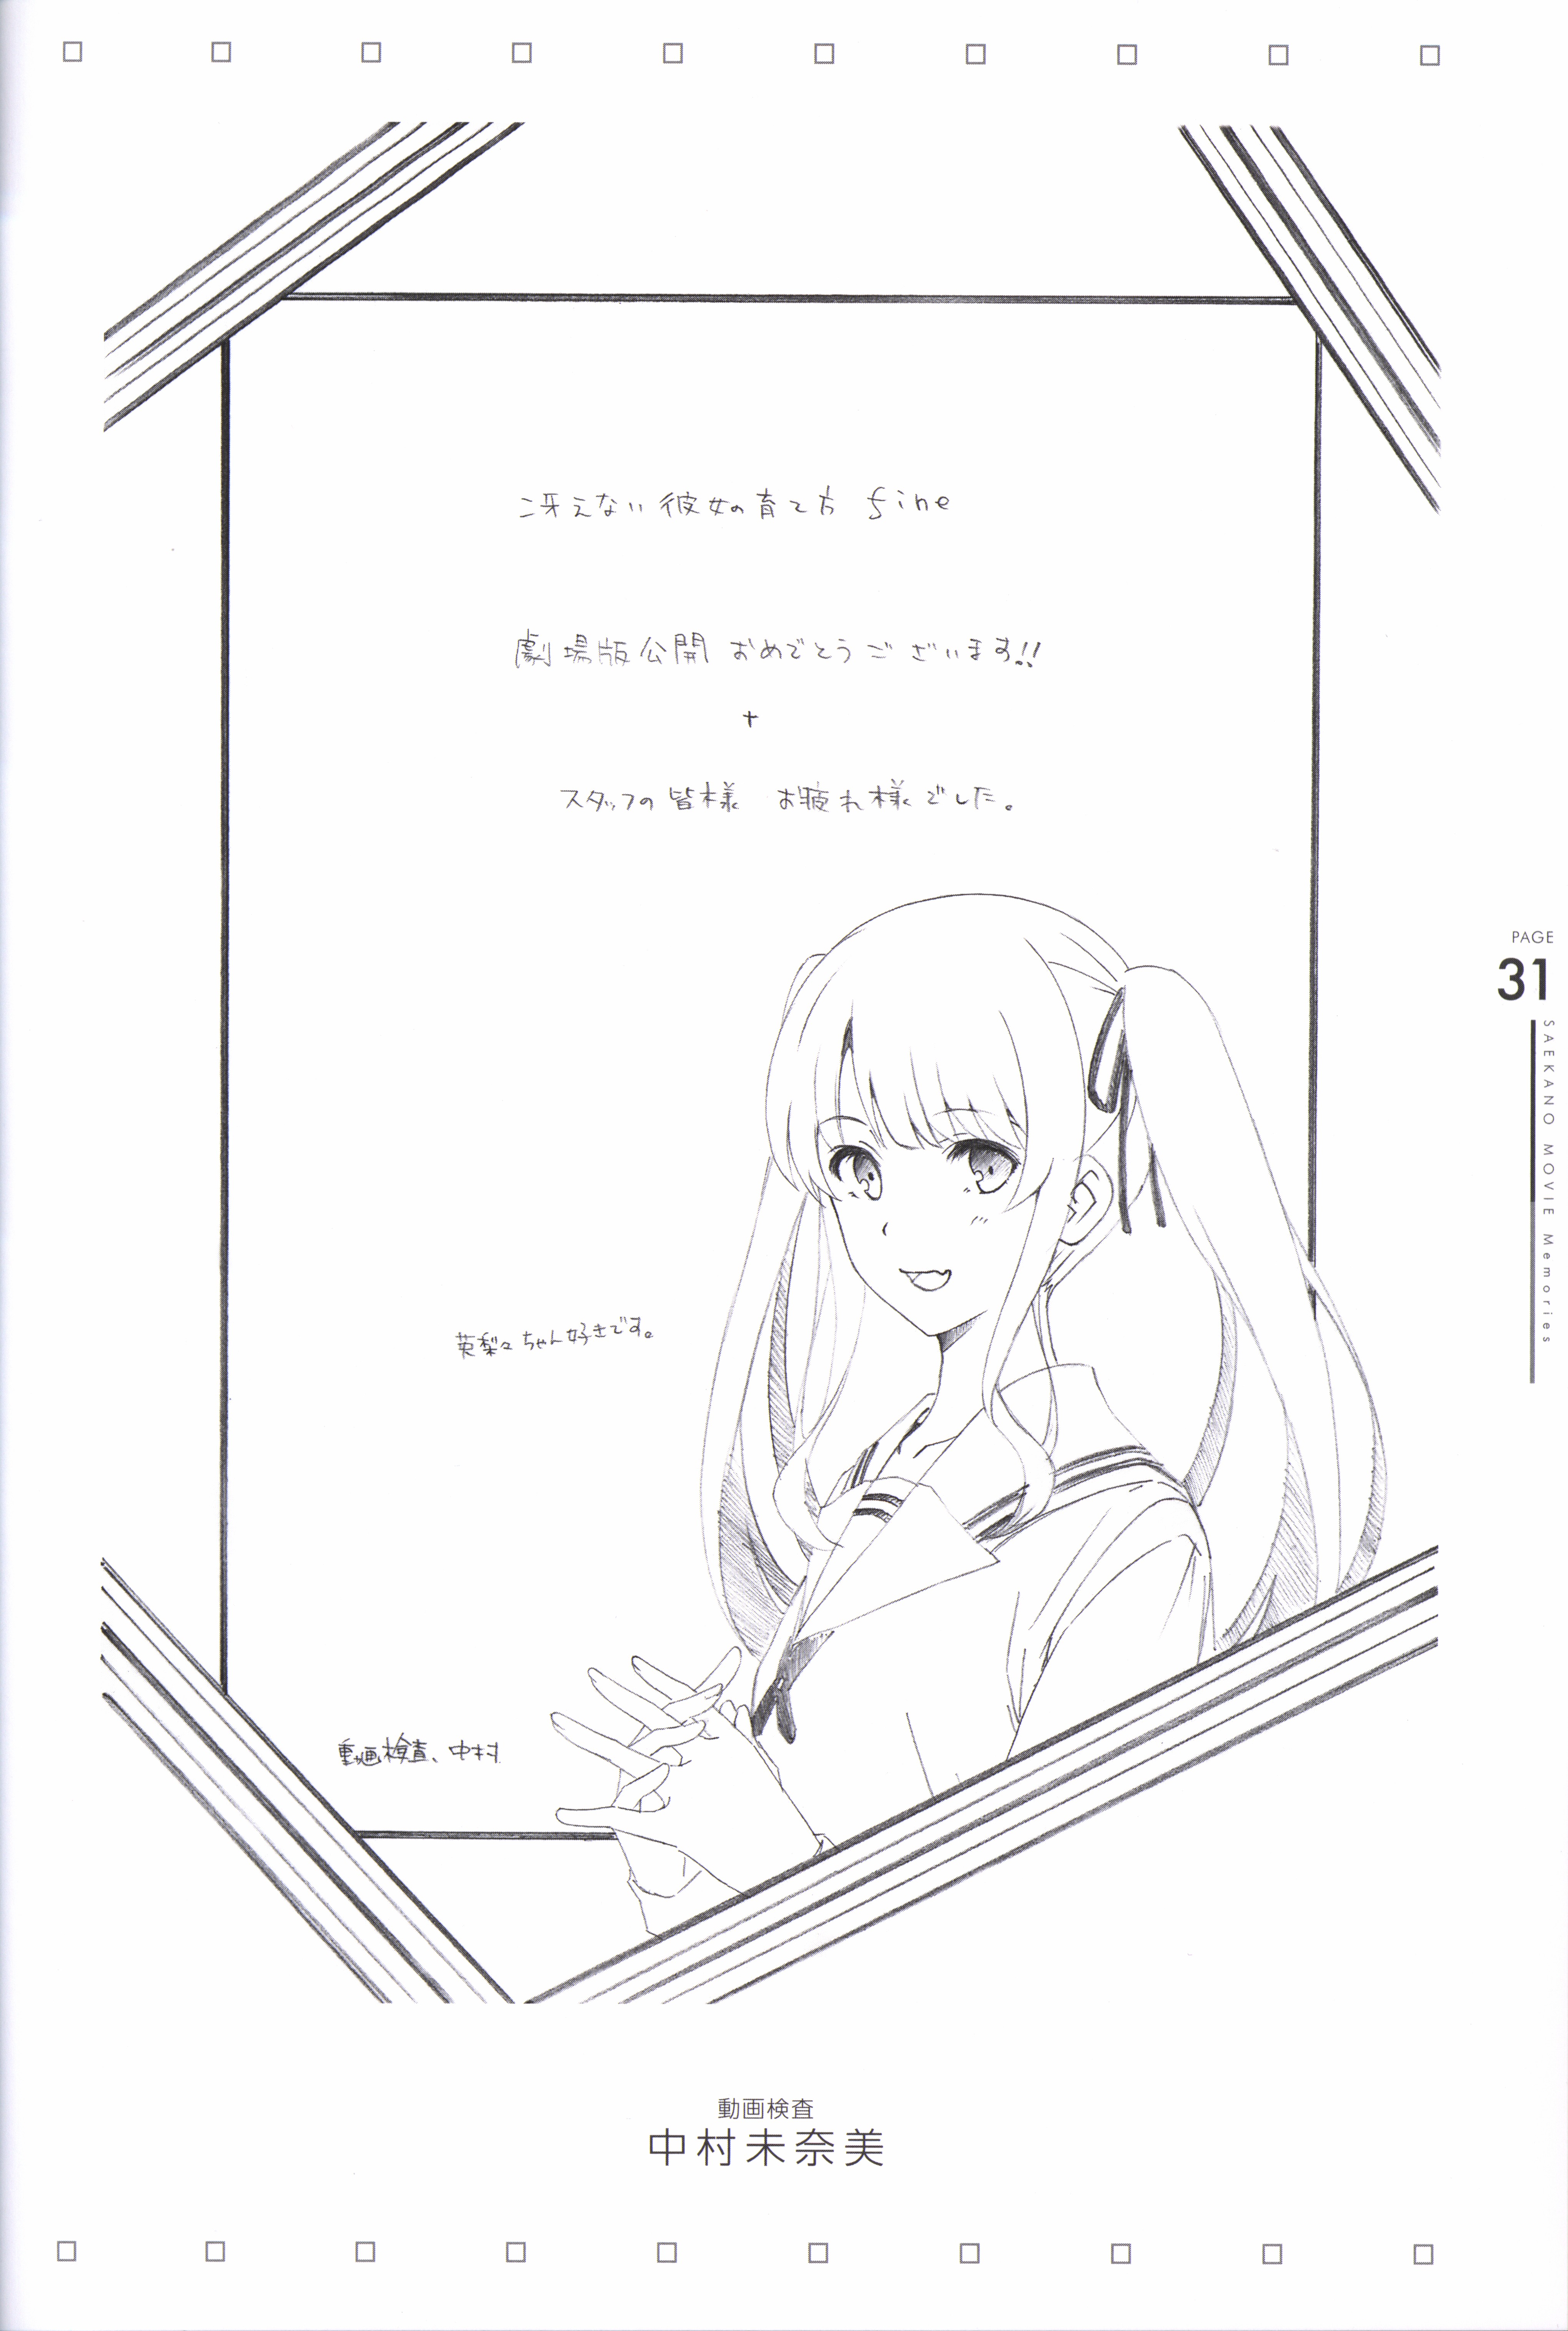 冴えない彼女の育て方 fine
劇場版公開 おめでとうございます!!
+
スタッフの皆様 お疲れ様でした。
PAGE
31
SAEKANO MOVIE Memories
英梨々ちゃん好きです。
動画検査、中村
動画検査
中村未奈美